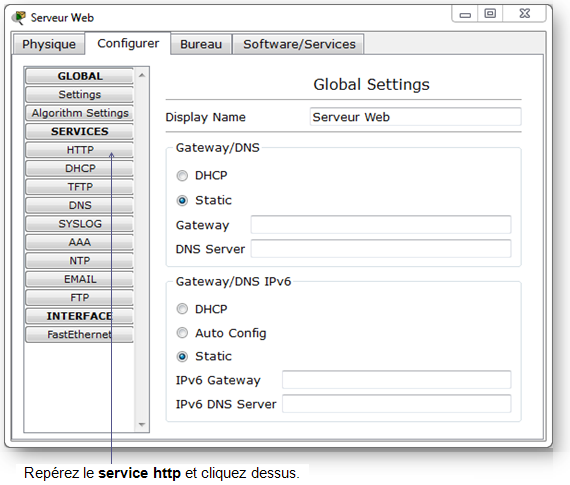 Serveur Web
Physique Configurer Bureau Software/Services
GLOBAL
Settings
Algorithm Settings
SERVICES
HTTP
DHCP
TFTP
DNS
SYSLOG
AAA
NTP
EMAIL
FTP
INTERFACE
FastEthernet
Global Settings
Display Name Serveur Web
Gateway/DNS
DHCP
Static
Gateway
DNS Server
Gateway/DNS IPv6
DHCP
Auto Config
Static
IPv6 Gateway
IPv6 DNS Server
Repérez le service http et cliquez dessus.